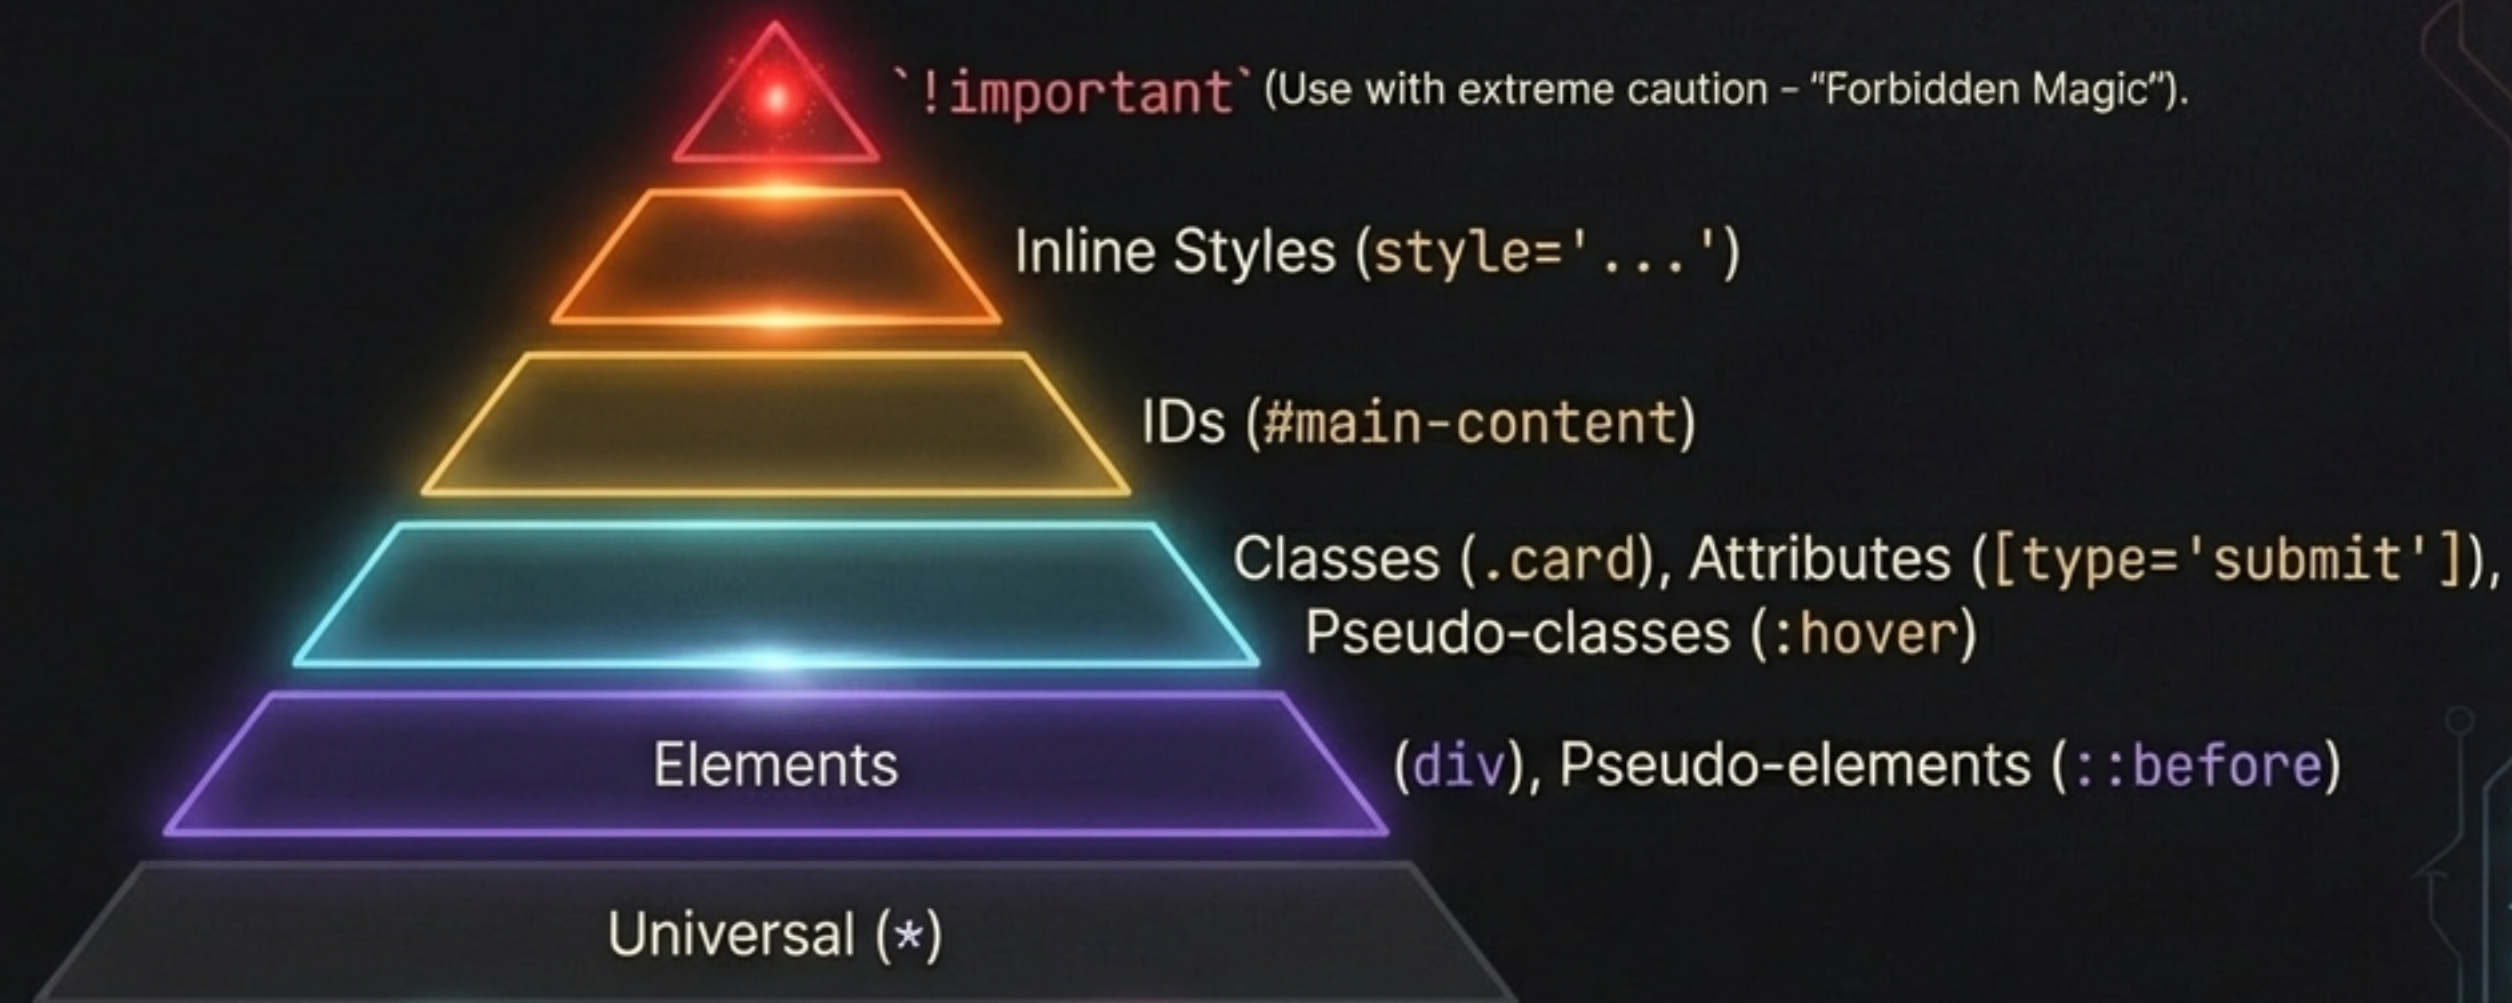 `!important` (Use with extreme caution – "Forbidden Magic").
Inline Styles (style='...')
IDs (#main-content)
Classes (.card), Attributes ([type='submit']),
Pseudo-classes (:hover)
Elements (div), Pseudo-elements (::before)
Universal (*)